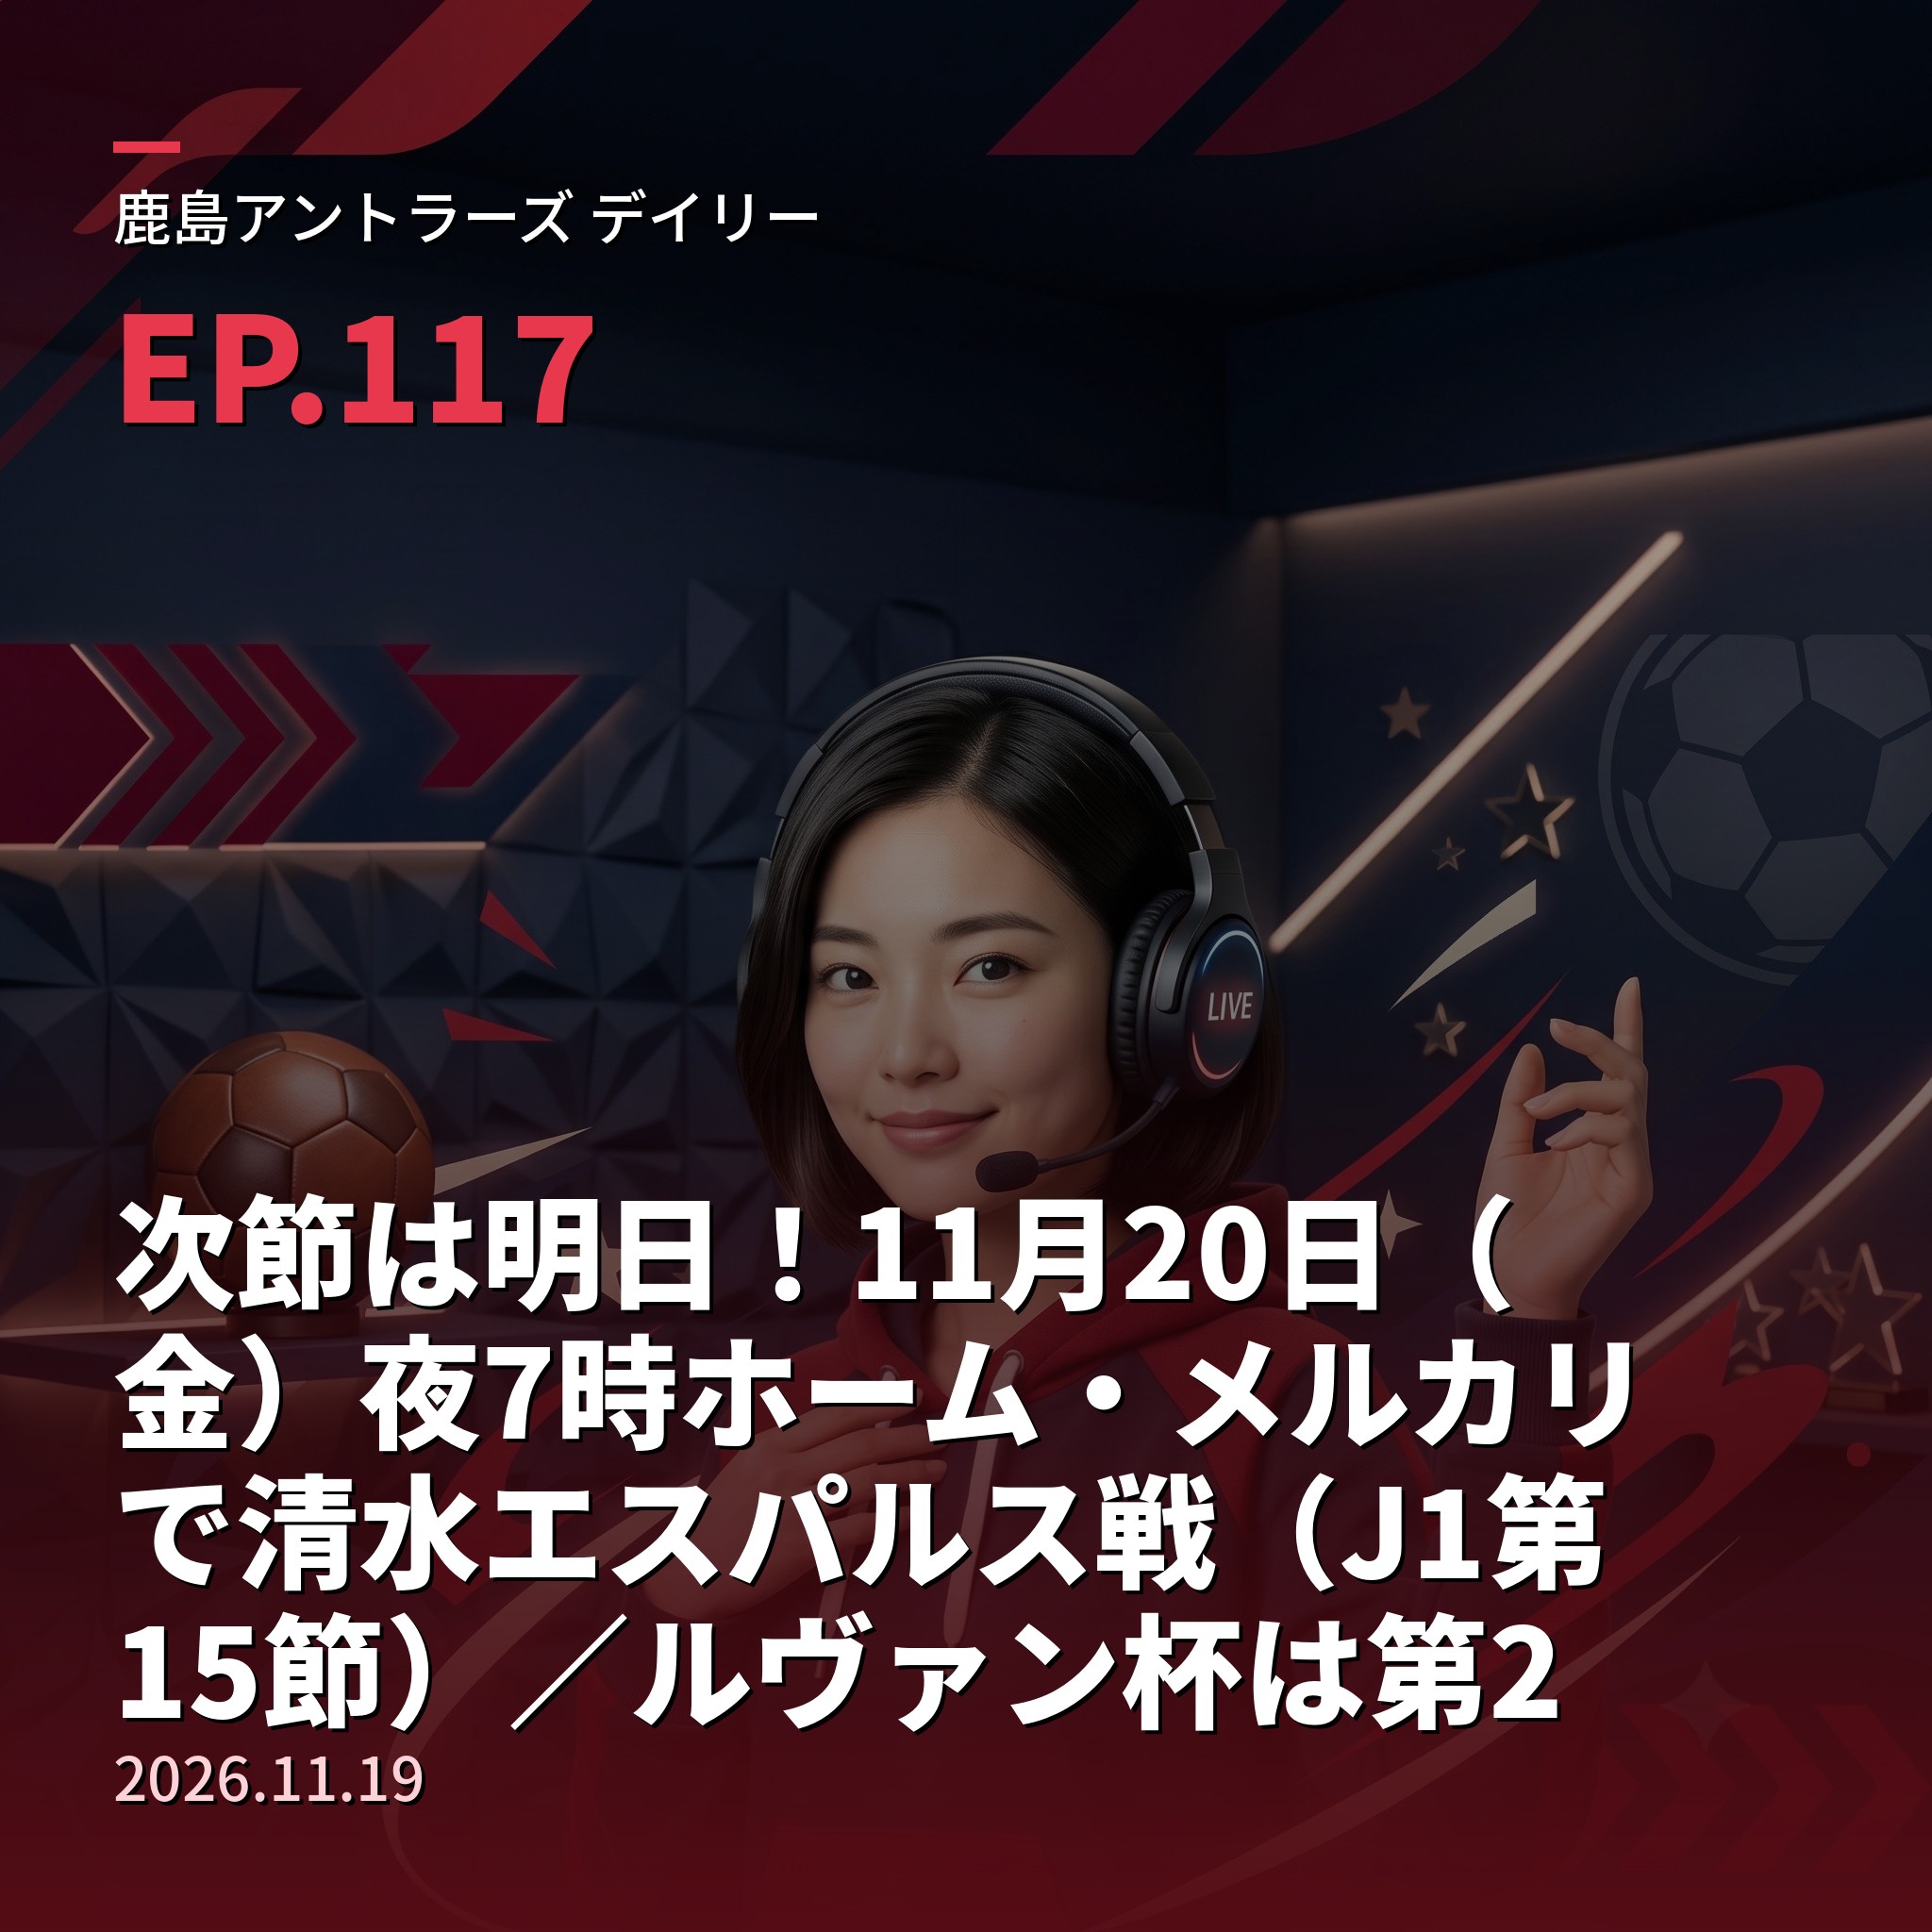 鹿島アントラーズ デイリー
EP.117
LIVE
次節は明日！11月20日（
金）夜7時ホーム・メルカリ
で清水エスパルス戦（J1第
15節）／ルヴァン杯は第2
2026.11.19